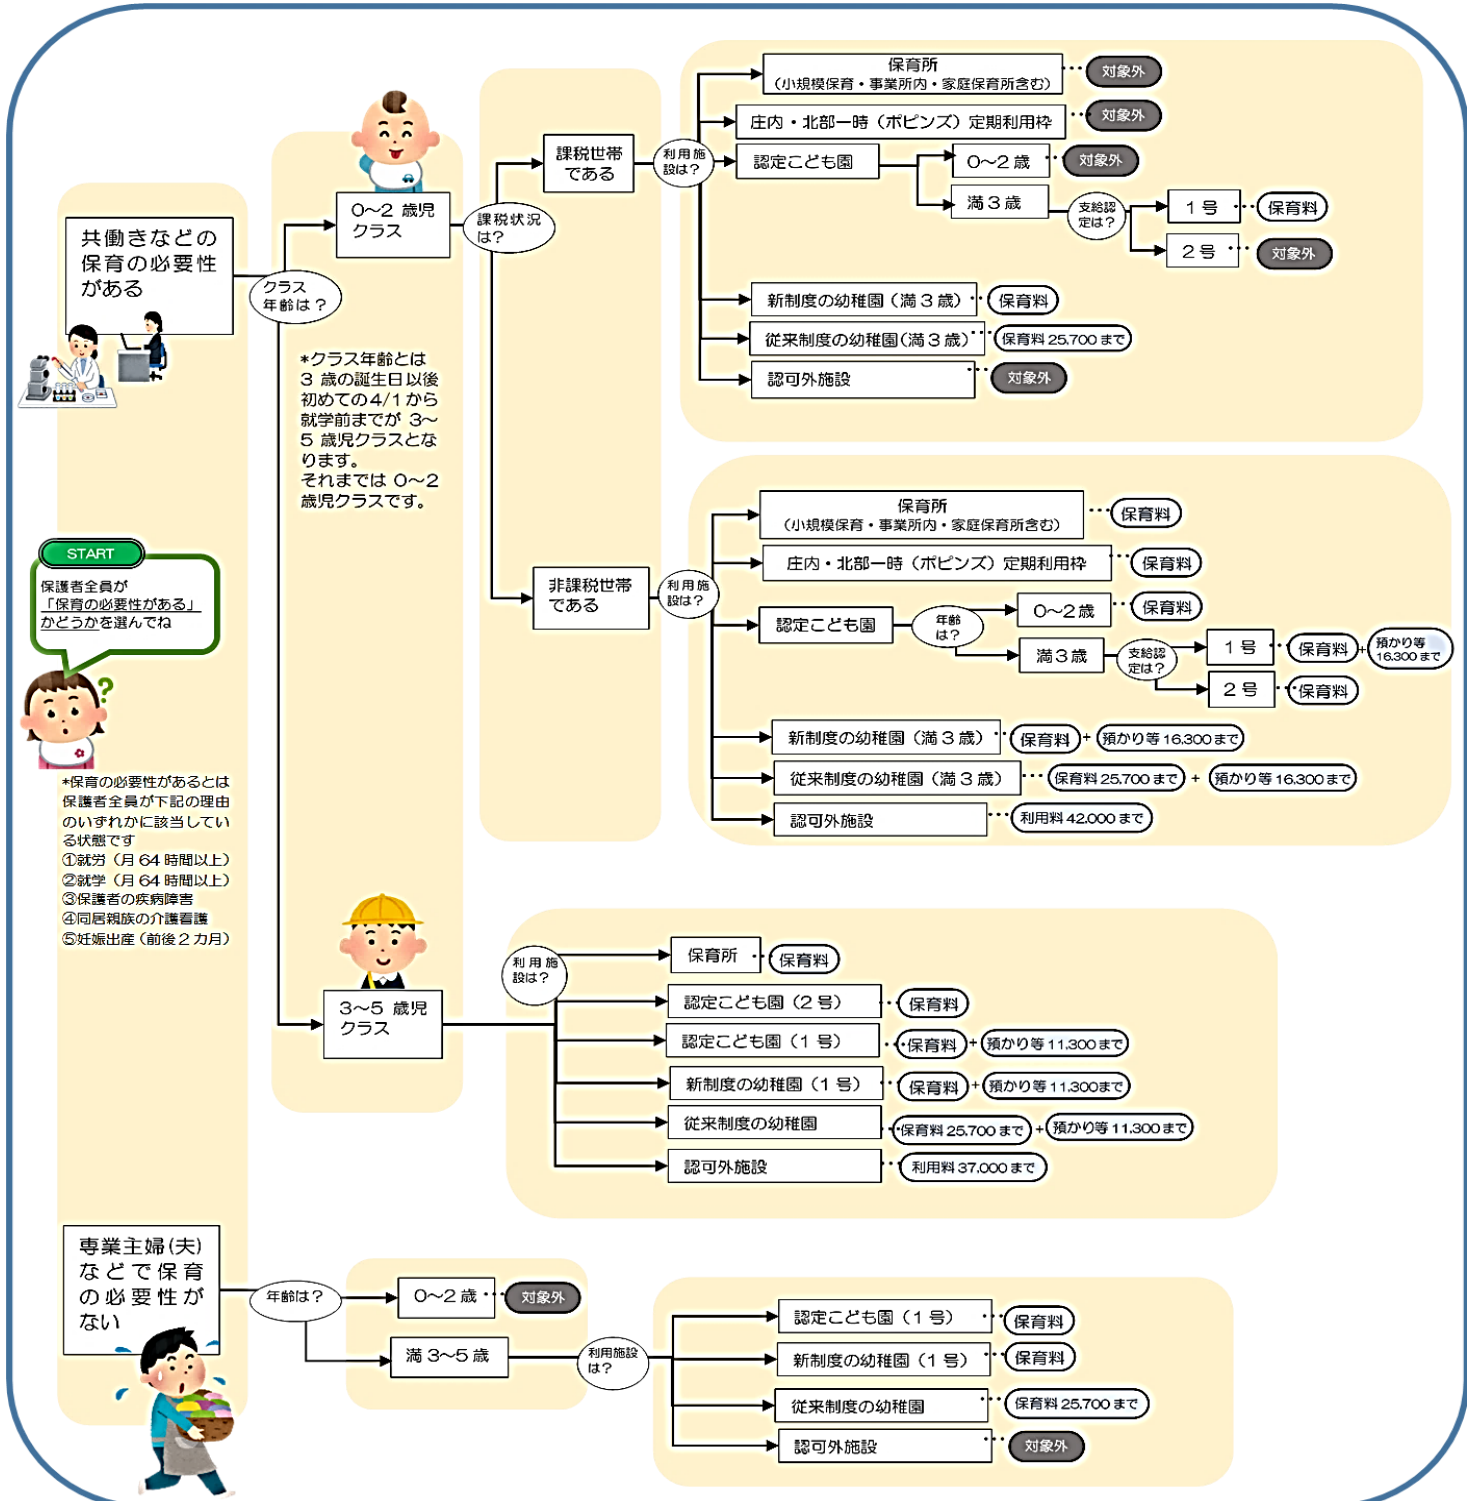 START
保護者全員が
「保育の必要性がある」
かどうかを選んでね
?
*保育の必要性があるとは
保護者全員が下記の理由
のいずれかに該当してい
る状態です
①就労（月64時間以上）
②就学（月64時間以上）
③保護者の疾病障害
④同居親族の介護看護
⑤妊娠出産（前後2カ月）
共働きなどの
保育の必要性
がある
クラス
年齢は？
0～2 歳児
クラス
*クラス年齢とは
3 歳の誕生日以後
初めての4/1から
就学前までが 3～
5 歳児クラスとな
ります。
それまでは 0～2
歳児クラスです。
課税状況
は？
課税世帯
である
利用施
設は？
保育所
（小規模保育・事業所内・家庭保育所含む）
対象外
庄内・北部一時（ポピンズ）定期利用枠
対象外
認定こども園
0～2 歳
対象外
満 3 歳
支給認
定は？
1 号
保育料
2 号
対象外
新制度の幼稚園（満 3 歳）
保育料
従来制度の幼稚園(満 3 歳)
保育料 25,700 まで
認可外施設
対象外
非課税世帯
である
利用施
設は？
保育所
（小規模保育・事業所内・家庭保育所含む）
保育料
庄内・北部一時（ポピンズ）定期利用枠
保育料
認定こども園
年齢
は？
0～2 歳
保育料
満 3 歳
支給認
定は？
1 号
保育料 + 預かり等
16,300 まで
2 号
保育料
新制度の幼稚園（満 3 歳）
保育料 + 預かり等 16,300 まで
従来制度の幼稚園（満 3 歳）
保育料 25,700 まで + 預かり等 16,300 まで
認可外施設
利用料 42,000 まで
3～5 歳児
クラス
利用施
設は？
保育所
保育料
認定こども園（2 号）
保育料
認定こども園（1 号）
保育料 + 預かり等 11,300 まで
新制度の幼稚園（1 号）
保育料 + 預かり等 11,300まで
従来制度の幼稚園
保育料 25,700 まで + 預かり等 11,300 まで
認可外施設
利用料 37,000 まで
専業主婦(夫)
などで保育
の必要性が
ない
年齢は？
0～2 歳
対象外
満 3～5 歳
利用施設
は？
認定こども園（1 号）
保育料
新制度の幼稚園（1 号）
保育料
従来制度の幼稚園
保育料 25,700 まで
認可外施設
対象外